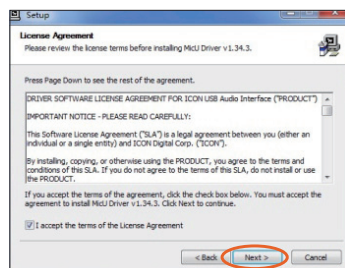 Setup
License Agreement
Please review the license terms before installing McU Driver v1.34.3.
Press Page Down to see the rest of the agreement.
DRIVER SOFTWARE LICENSE AGREEMENT FOR ICON USB Audio Interface ("PRODUCT")
IMPORTANT NOTICE - PLEASE READ CAREFULLY:
This Software License Agreement ("SLA") is a legal agreement between you (either an
individual or a single entity) and ICON Digital Corp. ("ICON").
By installing, copying, or otherwise using the PRODUCT, you agree to the terms and
conditions of this SLA. If you do not agree to the terms of this SLA, do not install or use
the PRODUCT.
If you accept the terms of the agreement, click the check box below. You must accept the
agreement to install McU Driver v1.34.3. Click Next to continue.
I accept the terms of the License Agreement
< Back
Next >
Cancel